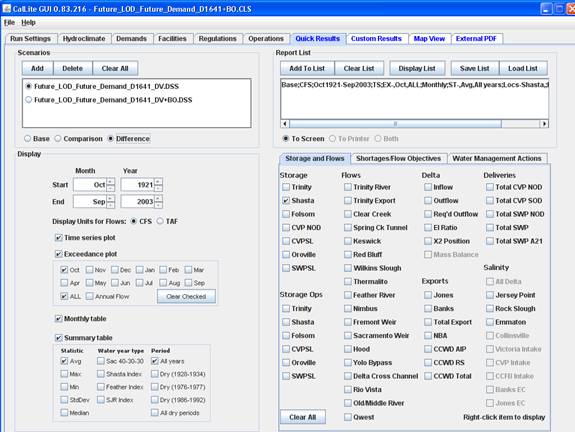 CalLite GUI 0.83.216 - Future_LOD_Future_Demand_D1641+BO.CLS
File Help
Run Settings Hydroclimate Demands Facilities Regulations Operations Quick Results Custom Results Map View External PDF
Scenarios
Add Delete Clear All
Future_LOD_Future_Demand_D1641_DV.DSS
Future_LOD_Future_Demand_D1641_DV+BO.DSS
Base Comparison Difference
Report List
Add To List Clear List Display List Save List Load List
Base;CFS;Oct1921-Sep2003;TS;EX-,Oct,ALL;Monthly;ST-,Avg,All years;Locs-Shasta,;
To Screen To Printer Both
Display
Month Year
Start Oct 1921
End Sep 2003
Display Units for Flows: CFS TAF
Time series plot
Exceedance plot
Oct Nov Dec Jan Feb Mar
Apr May Jun Jul Aug Sep
ALL Annual Flow Clear Checked
Monthly table
Summary table
Statistic Water year type Period
Avg Sac 40-30-30 All years
Max Shasta Index Dry (1928-1934)
Min Feather Index Dry (1976-1977)
StdDev SJR Index Dry (1986-1992)
Median All dry periods
Storage and Flows Shortages/Flow Objectives Water Management Actions
Storage
Trinity
Shasta
Folsom
CVP NOD
CVPSL
Oroville
SWPSL
Storage Ops
Trinity
Shasta
Folsom
CVPSL
Oroville
SWPSL
Clear All
Flows
Trinity River
Trinity Export
Clear Creek
Spring Ck Tunnel
Keswick
Red Bluff
Wilkins Slough
Thermalito
Feather River
Nimbus
Fremont Weir
Sacramento Weir
Hood
Yolo Bypass
Delta Cross Channel
Rio Vista
Old/Middle River
Qwest
Delta
Inflow
Outflow
Req'd Outflow
EI Ratio
X2 Position
Mass Balance
Exports
Jones
Banks
Total Export
NBA
CCWD AIP
CCWD RS
CCWD Total
Deliveries
Total CVP NOD
Total CVP SOD
Total SWP NOD
Total SWP
Total SWP A21
Salinity
All Delta
Jersey Point
Rock Slough
Emmaton
Collinsville
Victoria Intake
CVP Intake
CCFB Intake
Banks EC
Jones EC
Right-click item to display